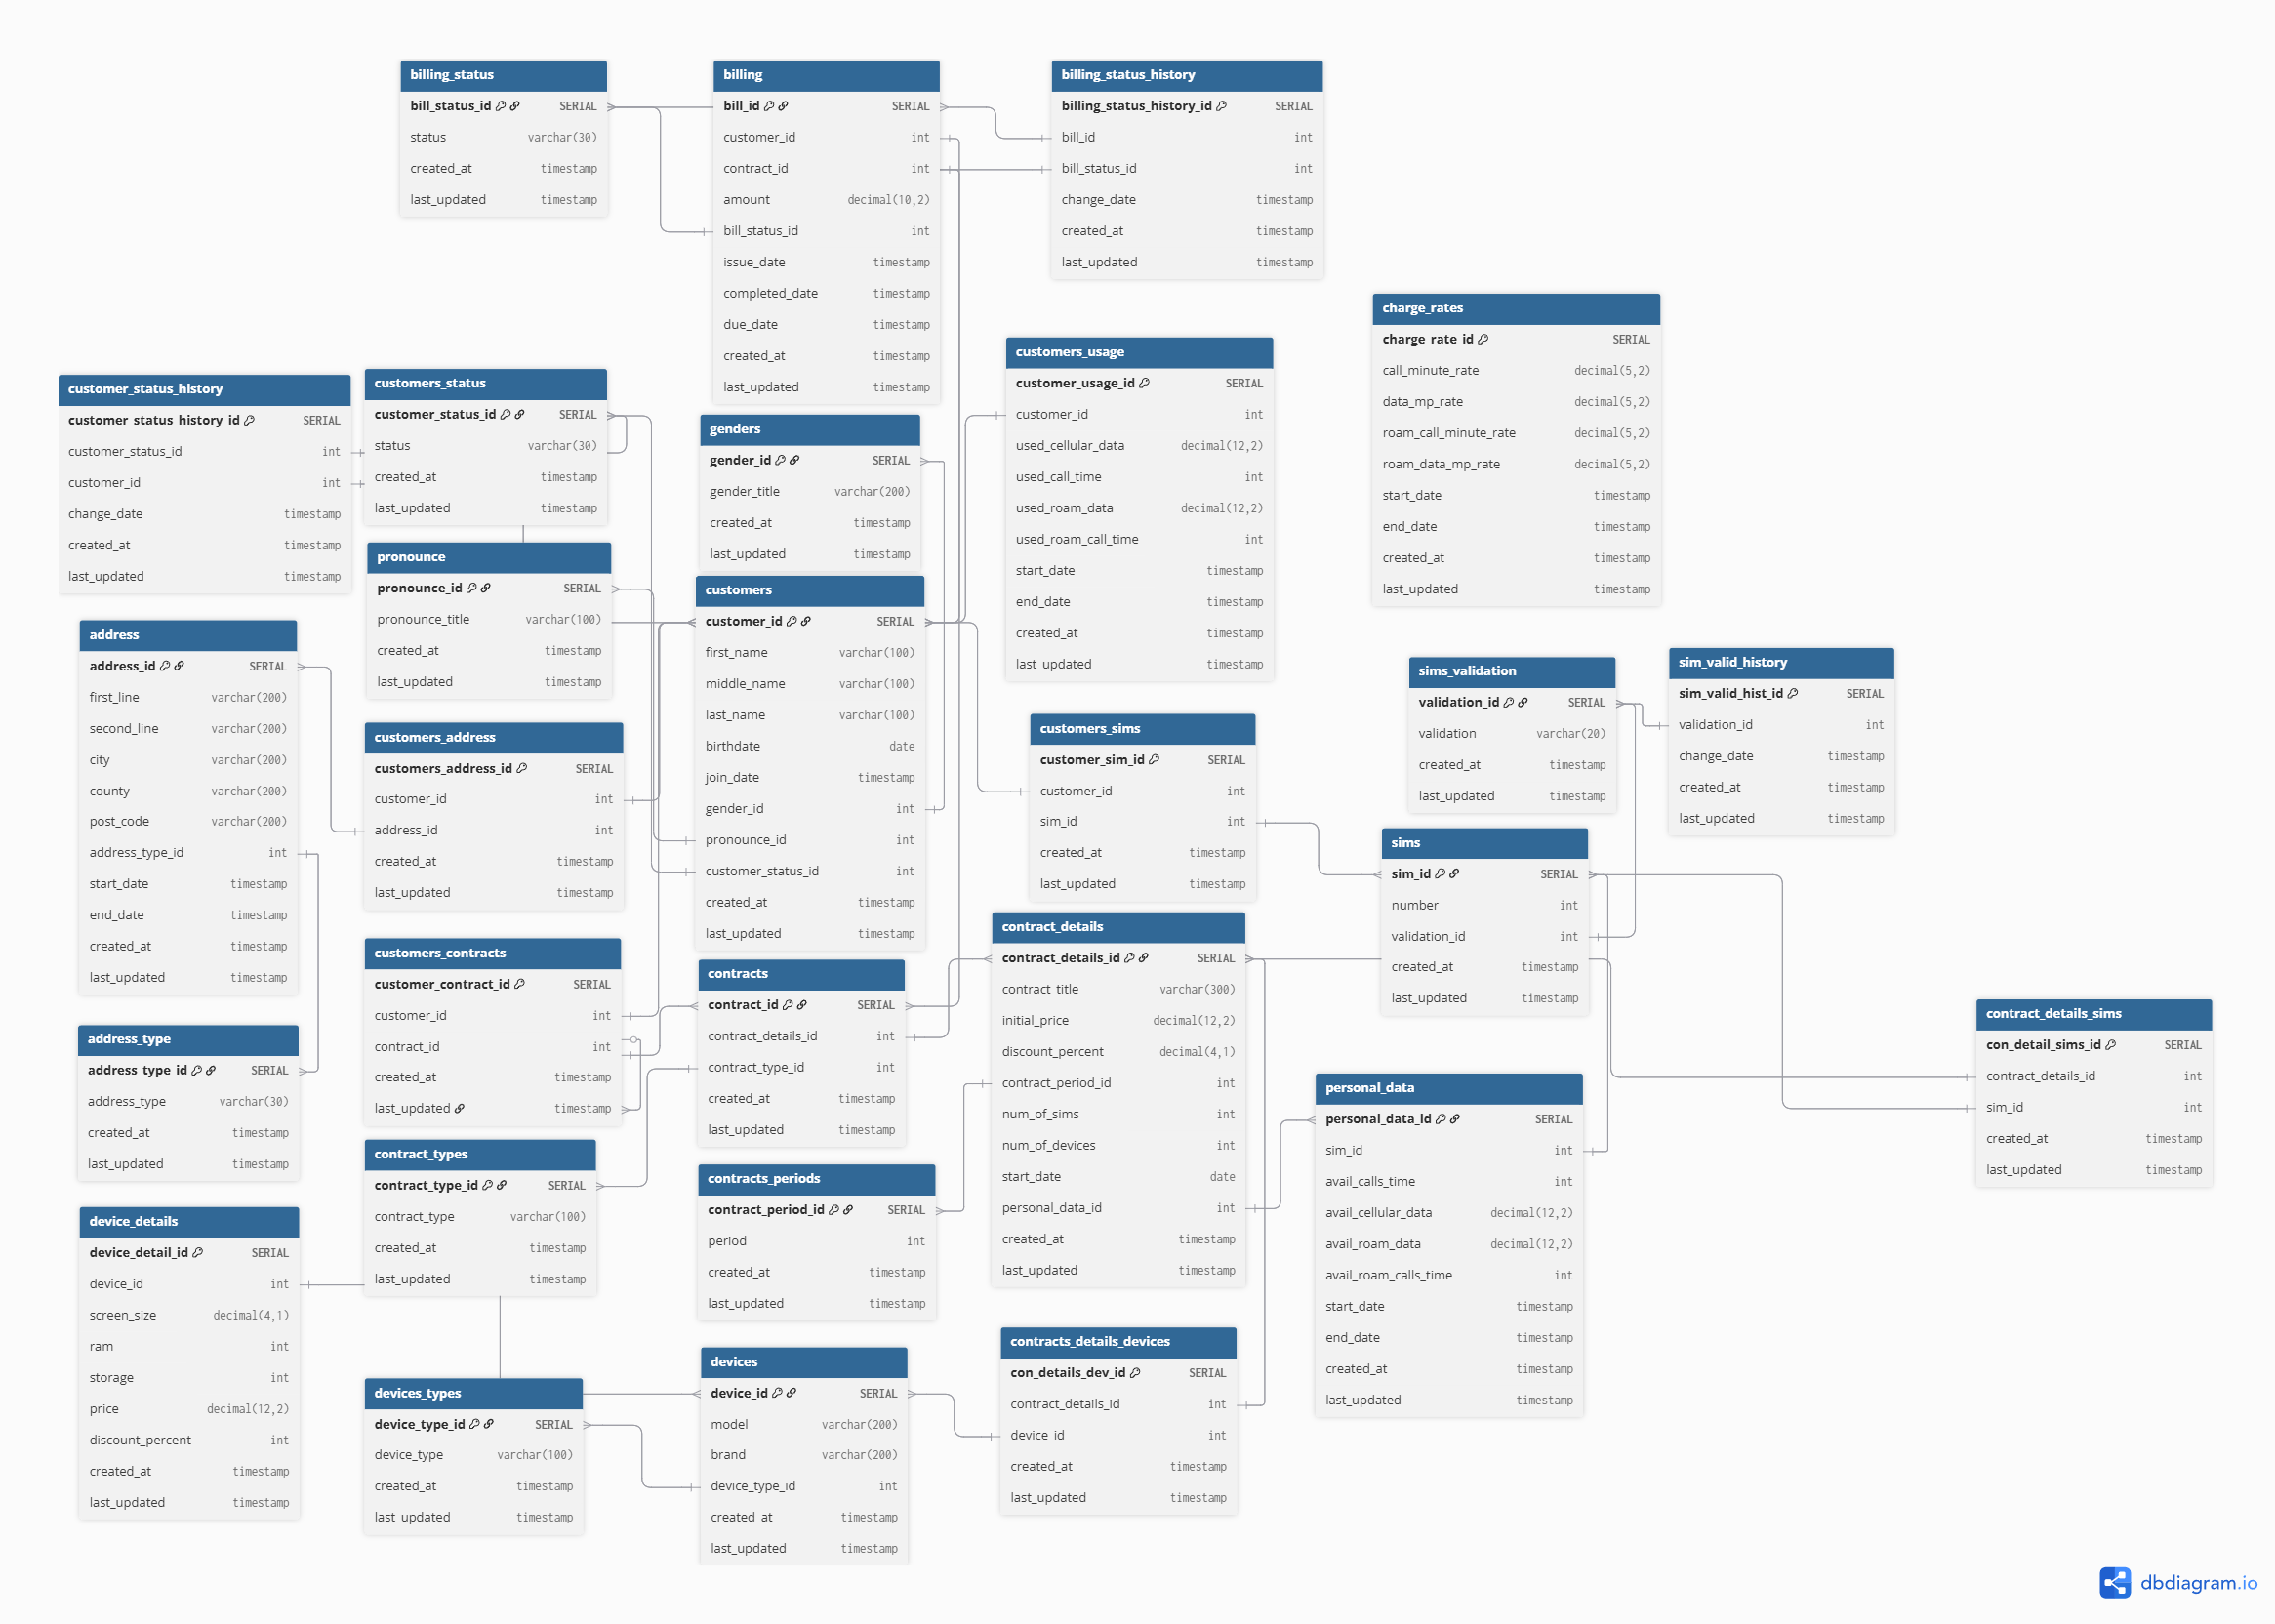 billing_status
bill_status_id SERIAL
status varchar(30)
created_at timestamp
last_updated timestamp
billing
bill_id SERIAL
customer_id int
contract_id int
amount decimal(10,2)
bill_status_id int
issue_date timestamp
completed_date timestamp
due_date timestamp
created_at timestamp
last_updated timestamp
billing_status_history
billing_status_history_id SERIAL
bill_id int
bill_status_id int
change_date timestamp
created_at timestamp
last_updated timestamp
charge_rates
charge_rate_id SERIAL
call_minute_rate decimal(5,2)
data_mp_rate decimal(5,2)
roam_call_minute_rate decimal(5,2)
roam_data_mp_rate decimal(5,2)
start_date timestamp
end_date timestamp
created_at timestamp
last_updated timestamp
customers_usage
customer_usage_id SERIAL
customer_id int
used_cellular_data decimal(12,2)
used_call_time int
used_roam_data decimal(12,2)
used_roam_call_time int
start_date timestamp
end_date timestamp
created_at timestamp
last_updated timestamp
customer_status_history
customer_status_history_id SERIAL
customer_status_id int
customer_id int
change_date timestamp
created_at timestamp
last_updated timestamp
customers_status
customer_status_id SERIAL
status varchar(30)
created_at timestamp
last_updated timestamp
genders
gender_id SERIAL
gender_title varchar(200)
created_at timestamp
last_updated timestamp
pronounce
pronounce_id SERIAL
pronounce_title varchar(100)
created_at timestamp
last_updated timestamp
customers
customer_id SERIAL
first_name varchar(100)
middle_name varchar(100)
last_name varchar(100)
birthdate date
join_date timestamp
gender_id int
pronounce_id int
customer_status_id int
created_at timestamp
last_updated timestamp
address
address_id SERIAL
first_line varchar(200)
second_line varchar(200)
city varchar(200)
county varchar(200)
post_code varchar(200)
address_type_id int
start_date timestamp
end_date timestamp
created_at timestamp
last_updated timestamp
customers_address
customers_address_id SERIAL
customer_id int
address_id int
created_at timestamp
last_updated timestamp
customers_sims
customer_sim_id SERIAL
customer_id int
sim_id int
created_at timestamp
last_updated timestamp
sims_validation
validation_id SERIAL
validation varchar(20)
created_at timestamp
last_updated timestamp
sim_valid_history
sim_valid_hist_id SERIAL
validation_id int
change_date timestamp
created_at timestamp
last_updated timestamp
sims
sim_id SERIAL
number int
validation_id int
created_at timestamp
last_updated timestamp
customers_contracts
customer_contract_id SERIAL
customer_id int
contract_id int
created_at timestamp
last_updated timestamp
contracts
contract_id SERIAL
contract_details_id int
contract_type_id int
created_at timestamp
last_updated timestamp
contract_details
contract_details_id SERIAL
contract_title varchar(300)
initial_price decimal(12,2)
discount_percent decimal(4,1)
contract_period_id int
num_of_sims int
num_of_devices int
start_date date
personal_data_id int
created_at timestamp
last_updated timestamp
contract_details_sims
con_detail_sims_id SERIAL
contract_details_id int
sim_id int
created_at timestamp
last_updated timestamp
address_type
address_type_id SERIAL
address_type varchar(30)
created_at timestamp
last_updated timestamp
personal_data
personal_data_id SERIAL
sim_id int
avail_calls_time int
avail_cellular_data decimal(12,2)
avail_roam_data decimal(12,2)
avail_roam_calls_time int
start_date timestamp
end_date timestamp
created_at timestamp
last_updated timestamp
contract_types
contract_type_id SERIAL
contract_type varchar(100)
created_at timestamp
last_updated timestamp
contracts_periods
contract_period_id SERIAL
period int
created_at timestamp
last_updated timestamp
device_details
device_detail_id SERIAL
device_id int
screen_size decimal(4,1)
ram int
storage int
price decimal(12,2)
discount_percent int
created_at timestamp
last_updated timestamp
devices_types
device_type_id SERIAL
device_type varchar(100)
created_at timestamp
last_updated timestamp
devices
device_id SERIAL
model varchar(200)
brand varchar(200)
device_type_id int
created_at timestamp
last_updated timestamp
contracts_details_devices
con_details_dev_id SERIAL
contract_details_id int
device_id int
created_at timestamp
last_updated timestamp
dbdiagram.io